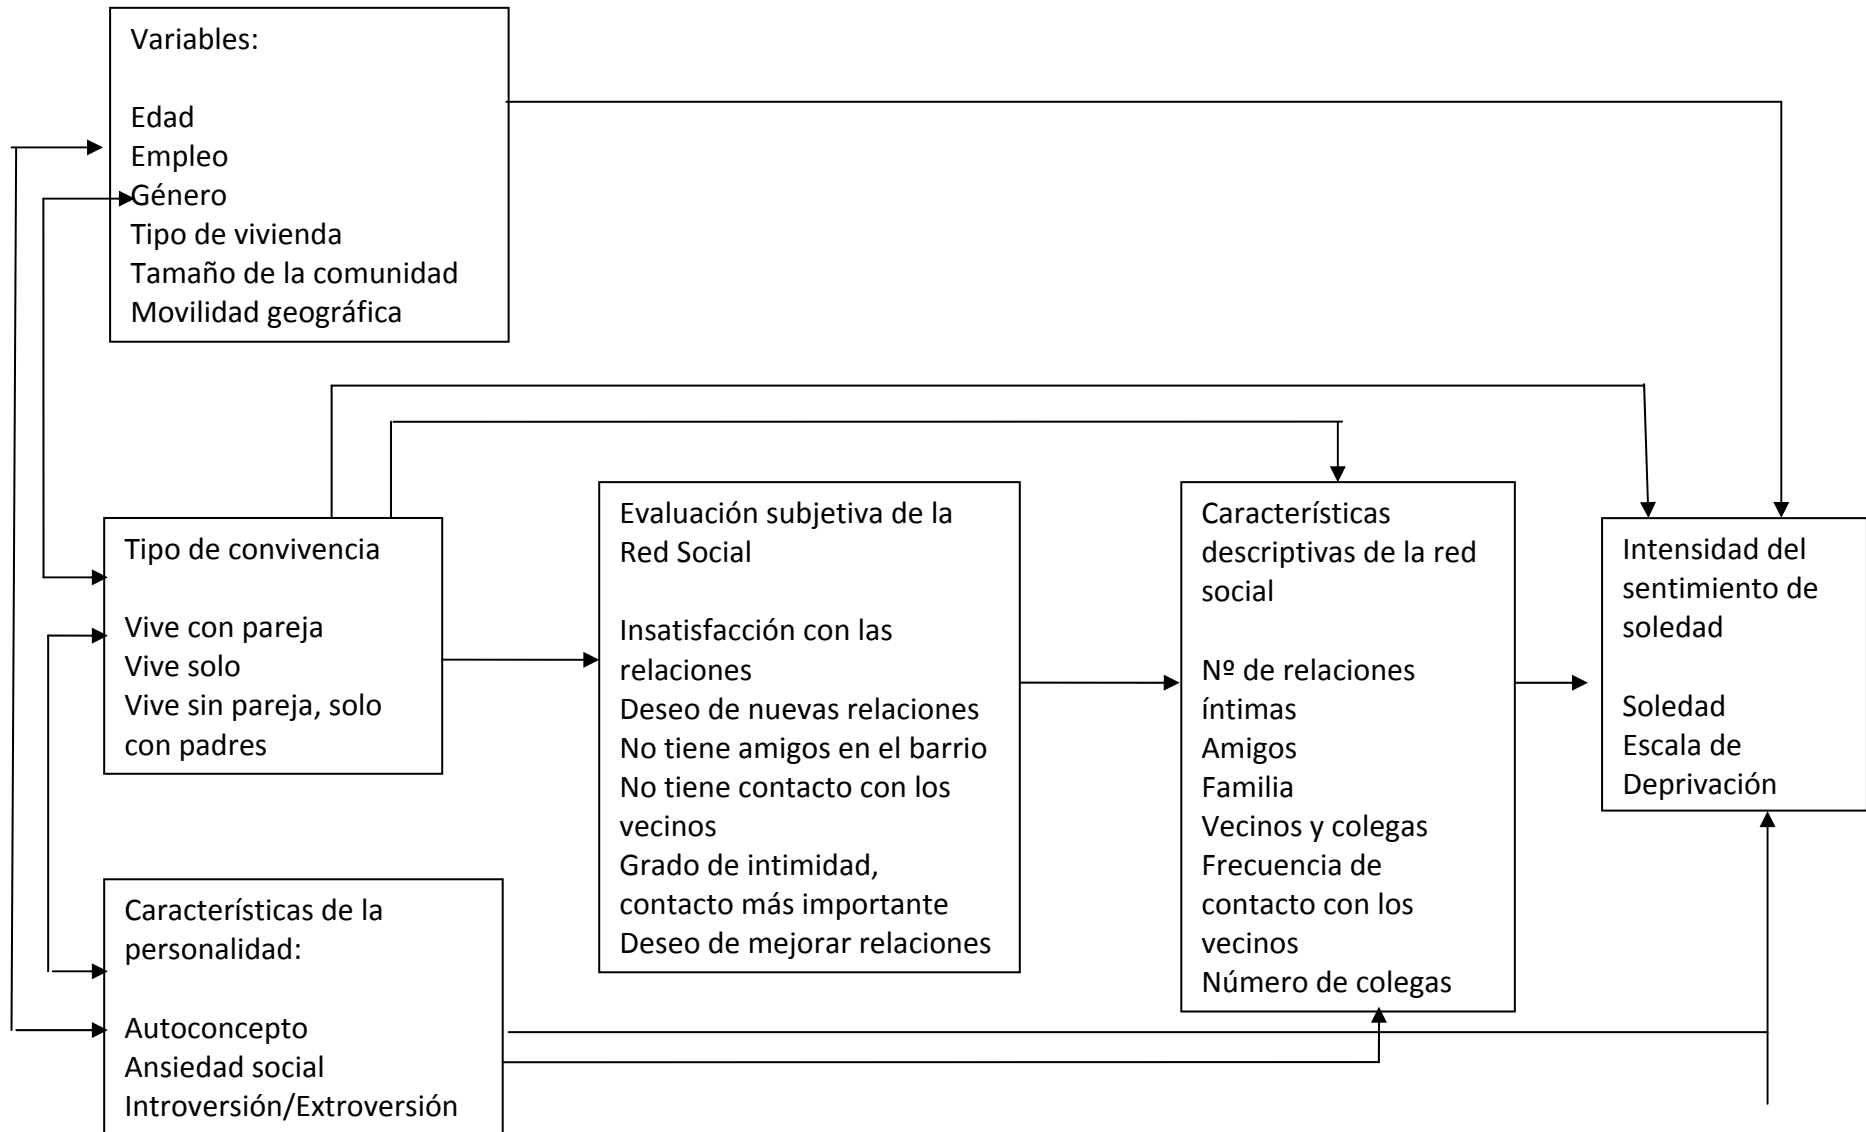 Variables:
Edad
Empleo
Género
Tipo de vivienda
Tamaño de la comunidad
Movilidad geográfica
Tipo de convivencia
Vive con pareja
Vive solo
Vive sin pareja, solo
con padres
Evaluación subjetiva de la
Red Social
Insatisfacción con las
relaciones
Deseo de nuevas relaciones
No tiene amigos en el barrio
No tiene contacto con los
vecinos
Grado de intimidad,
contacto más importante
Deseo de mejorar relaciones
Característísticas
descriptivas de la red
social
Nº de relaciones
íntimas
Amigos
Familia
Vecinos y colegas
Frecuencia de
contacto con los
vecinos
Número de colegas
Intensidad del
sentimiento de
soledad
Soledad
Escala de
Deprivación
Característísticas de la
personalidad:
Autoconcepto
Ansiedad social
Introversión/Extroversión